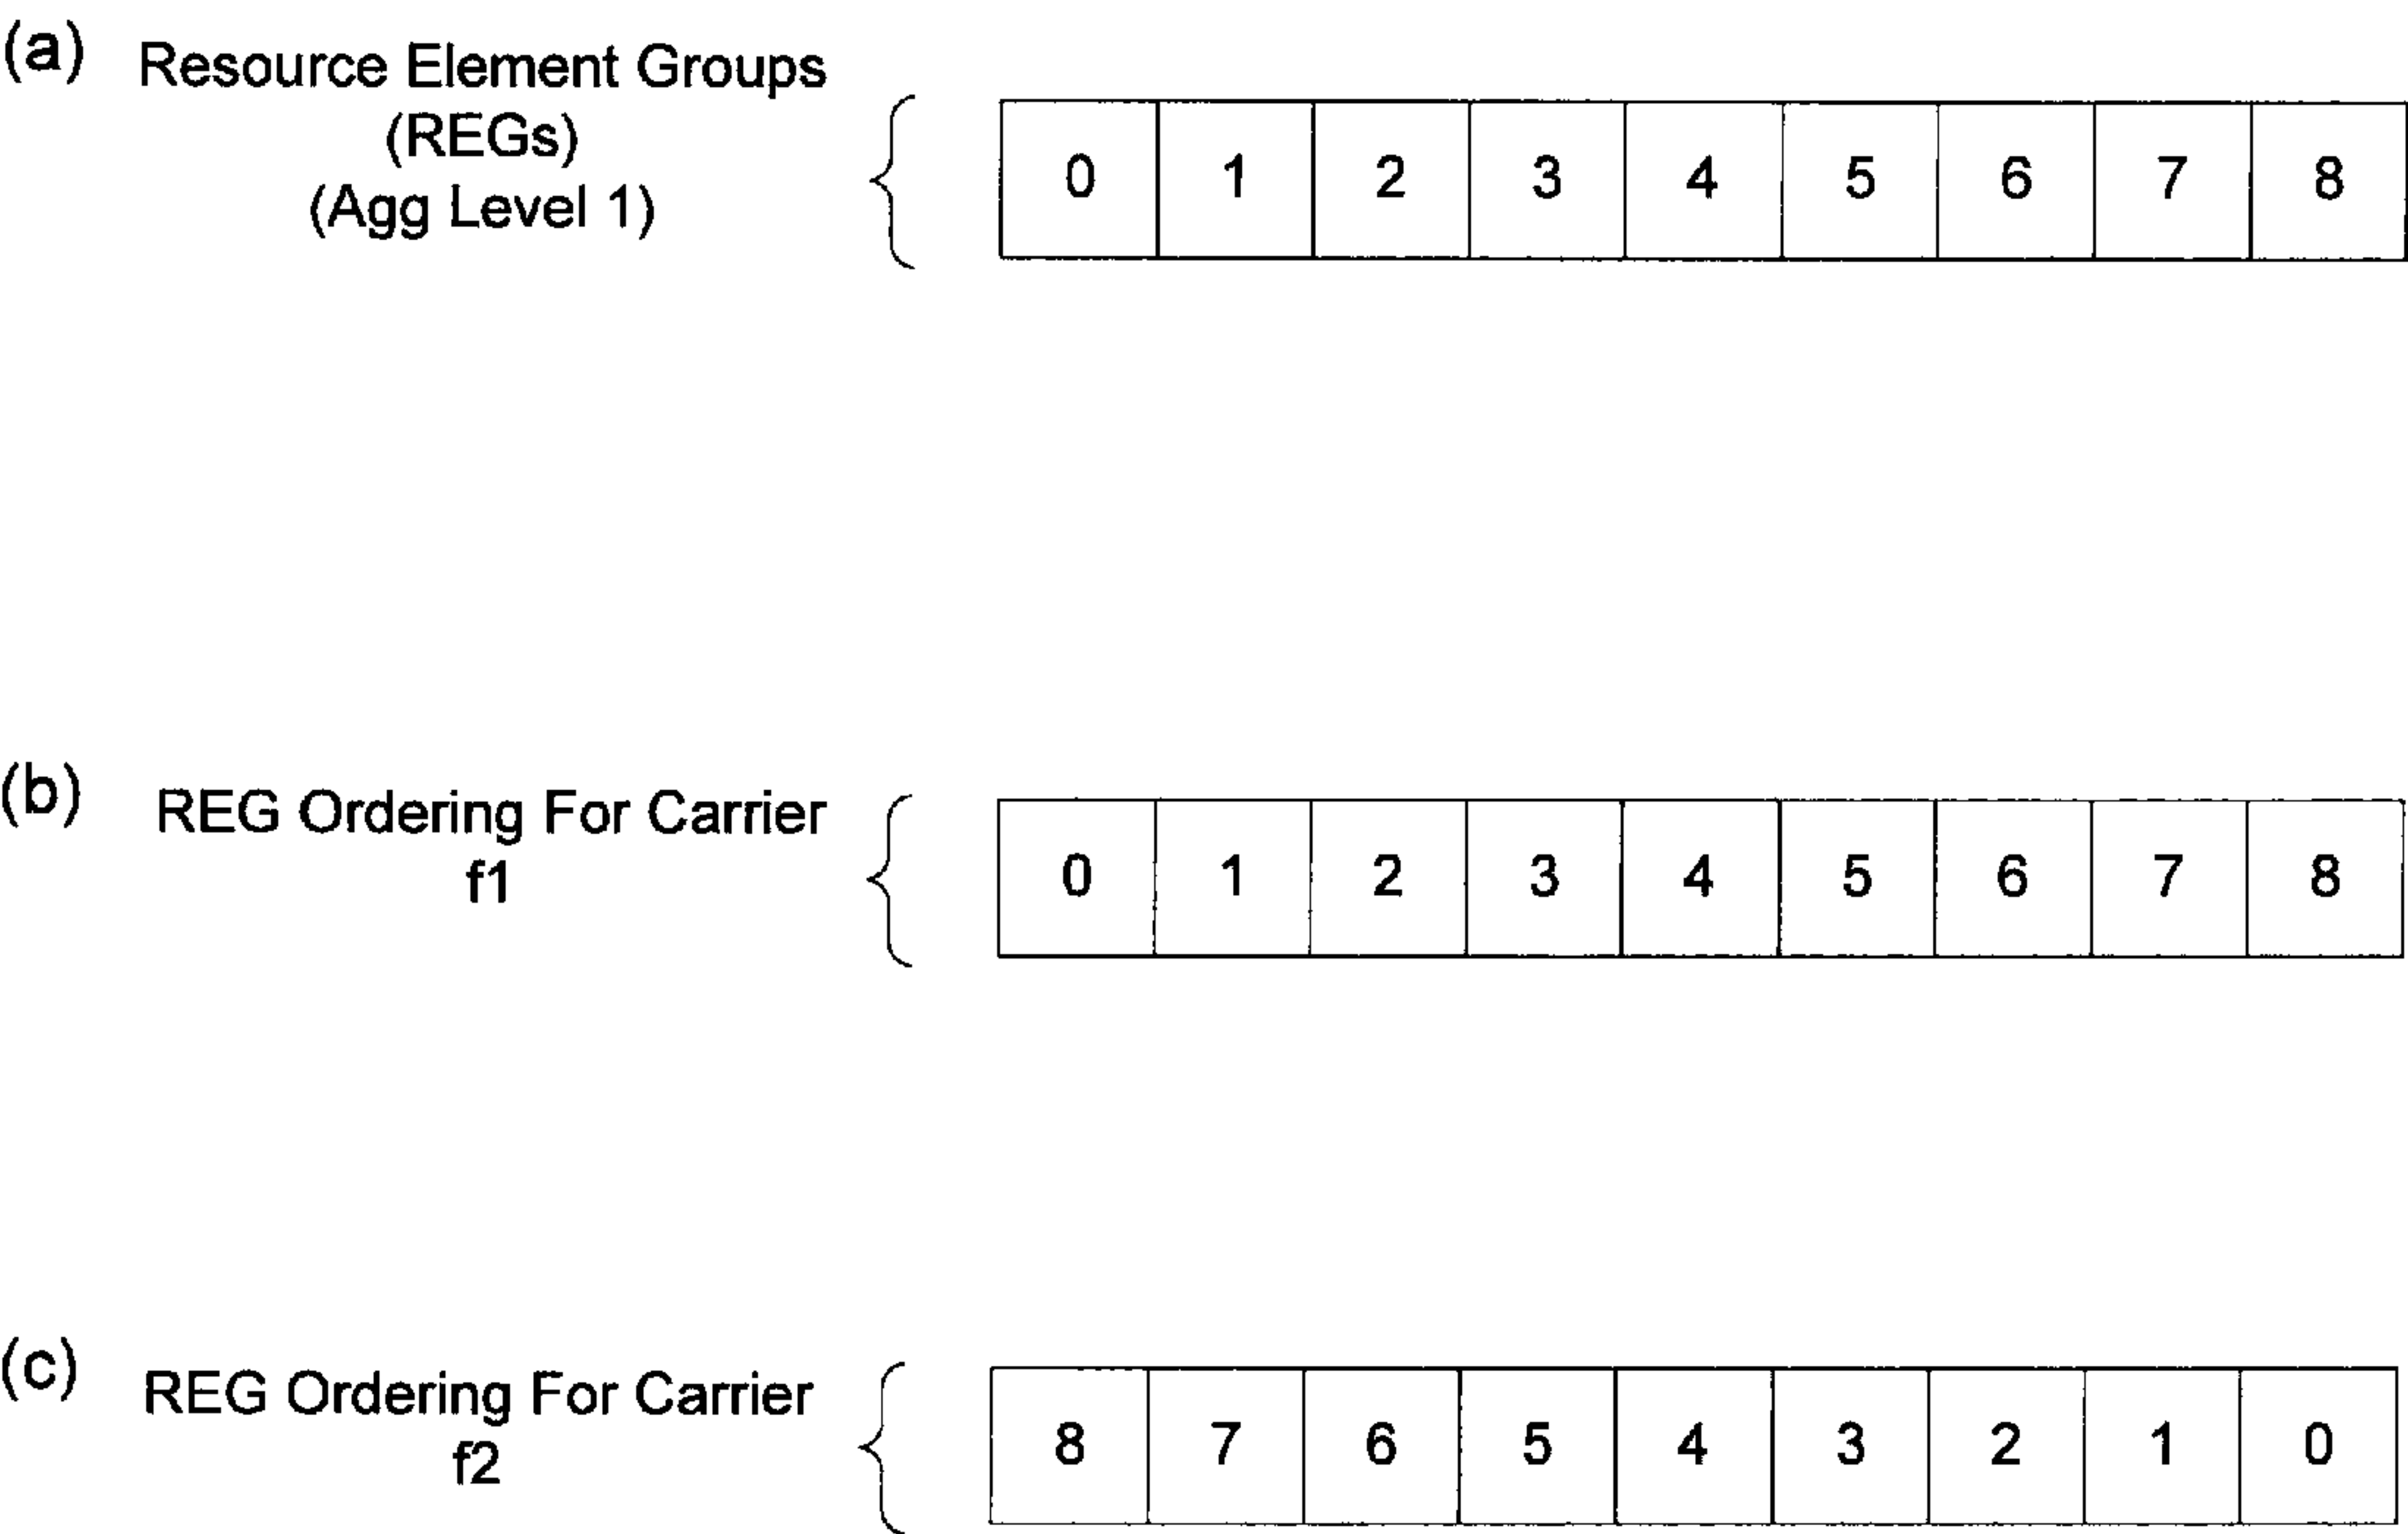 (a) Resource Element Groups
(REGs)
(Agg Level 1)
0 1 2 3 4 5 6 7 8
(b) REG Ordering For Carrier
f1
0 1 2 3 4 5 6 7 8
(c) REG Ordering For Carrier
f2
8 7 6 5 4 3 2 1 0